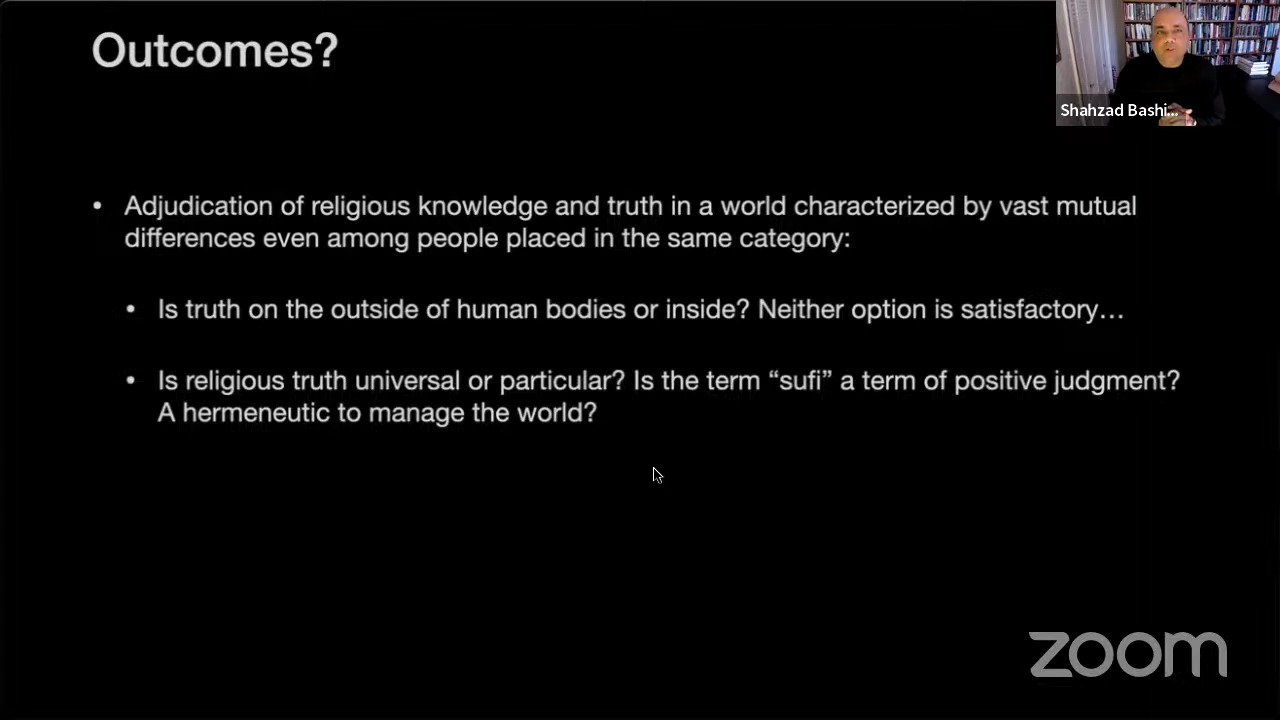 Outcomes?
Shahzad Bashi...
• Adjudication of religious knowledge and truth in a world characterized by vast mutual
differences even among people placed in the same category:
• Is truth on the outside of human bodies or inside? Neither option is satisfactory…
• Is religious truth universal or particular? Is the term “sufi” a term of positive judgment?
A hermeneutic to manage the world?
zoom